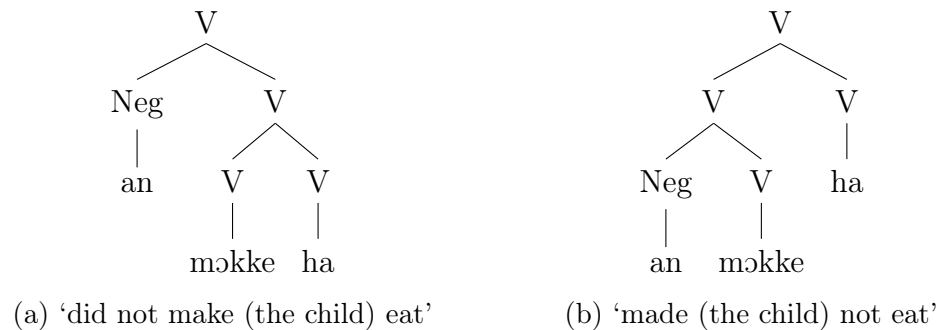 V V
Neg V V V
an V V Neg V ha
mɔkke ha an mɔkke
(a) ‘did not make (the child) eat’ (b) ‘made (the child) not eat’